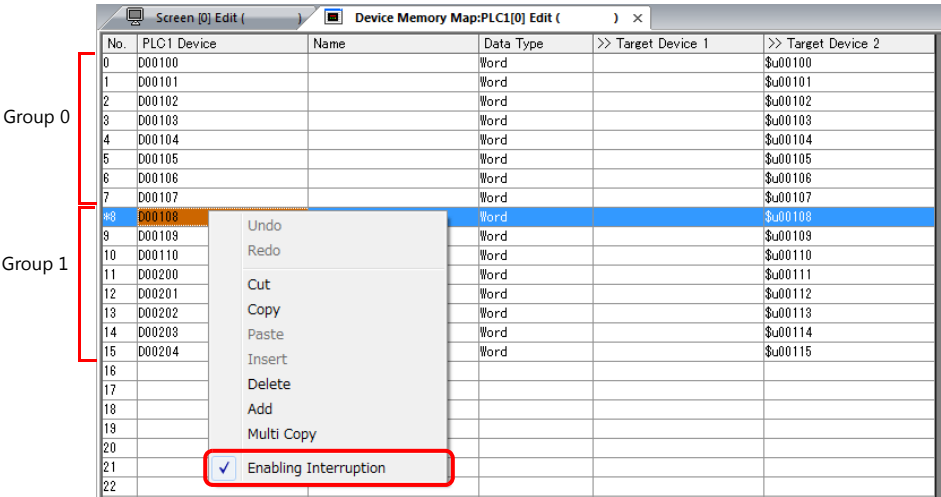 Screen [0] Edit ( )
Device Memory Map:PLC1[0] Edit ( ) ×
No. PLC1 Device Name Data Type >> Target Device 1 >> Target Device 2
0 D00100 Word $u00100
1 D00101 Word $u00101
2 D00102 Word $u00102
Group 0
3 D00103 Word $u00103
4 D00104 Word $u00104
5 D00105 Word $u00105
6 D00106 Word $u00106
7 D00107 Word $u00107
*8 D00108 Word $u00108
9 D00109 Word $u00109
10 D00110 Word $u00110
Group 1
11 D00200 Word $u00111
12 D00201 Word $u00112
13 D00202 Word $u00113
14 D00203 Word $u00114
15 D00204 Word $u00115
16
17
18
19
20
21
22
Undo
Redo
Cut
Copy
Paste
Insert
Delete
Add
Multi Copy
✓ Enabling Interruption